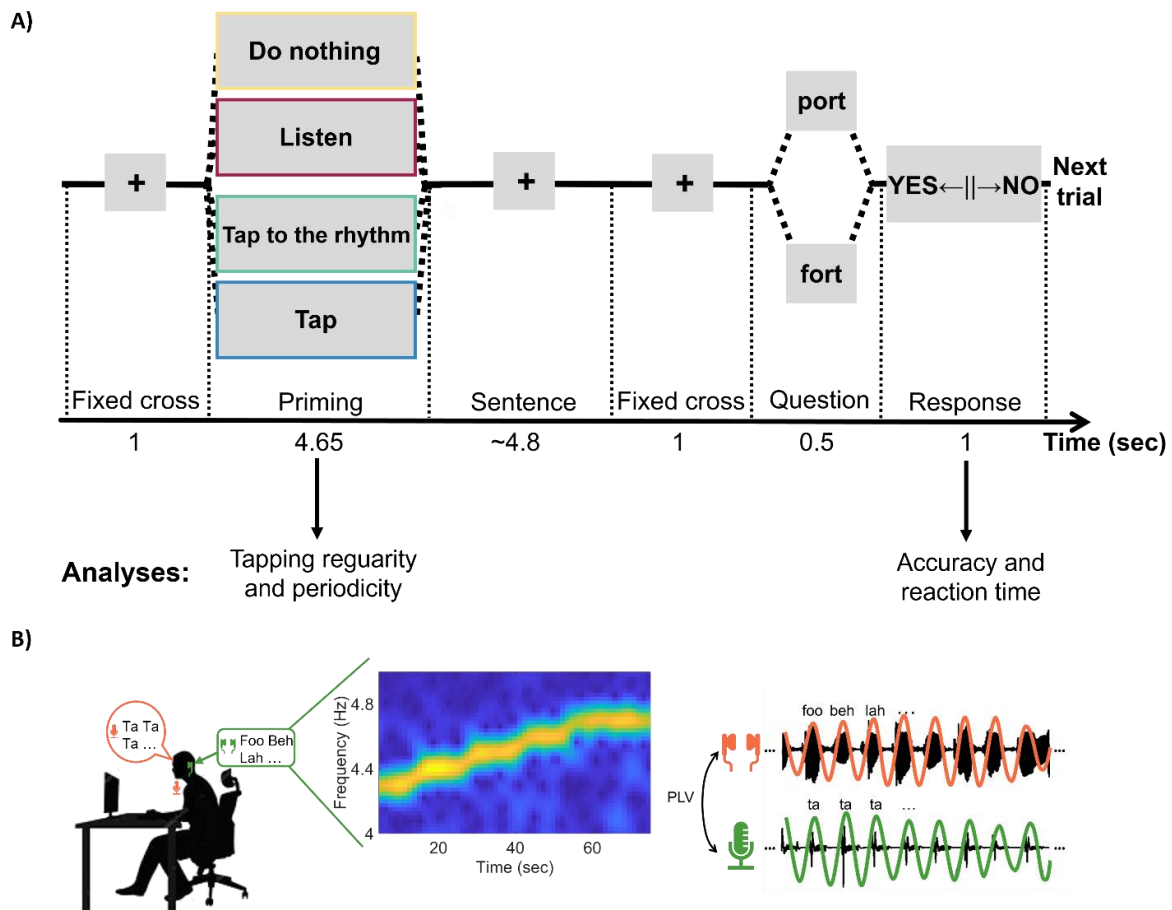 A)
Do nothing
Listen
Tap to the rhythm
Tap
+
+
+
port
fort
YES←||→NO
Next
trial
Fixed cross
Priming
Sentence
Fixed cross
Question
Response
1
4.65
~4.8
1
0.5
1
Time (sec)
Analyses:
Tapping reguarity
and periodicity
Accuracy and
reaction time
B)
Ta Ta
Ta ...
Foo Beh
Lah ...
Frequency (Hz)
4.8
4.4
4
20
40
60
Time (sec)
PLV
foo beh lah ...
... ...
ta ta ta ...
... ...